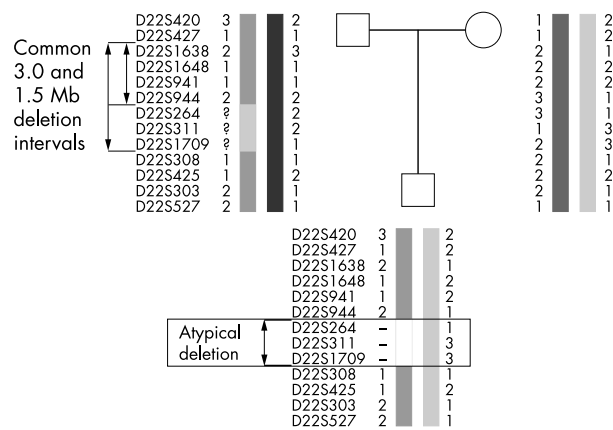 Common
3.0 and
1.5 Mb
deletion
intervals
D22S420 3 2
D22S427 1 1
D22S1638 2 3
D22S1648 1 1
D22S941 1 1
D22S944 2 2
D22S264 ? 2
D22S311 ? 2
D22S1709 ? 1
D22S308 1 1
D22S425 1 2
D22S303 2 1
D22S527 2 1
1 2
1 2
2 1
2 2
2 2
3 1
3 1
1 3
2 3
2 1
2 2
2 1
1 1
Atypical
deletion
D22S420 3 2
D22S427 1 2
D22S1638 2 1
D22S1648 1 2
D22S941 1 2
D22S944 2 1
D22S264 – 1
D22S311 – 3
D22S1709 – 3
D22S308 1 1
D22S425 1 2
D22S303 2 1
D22S527 2 1